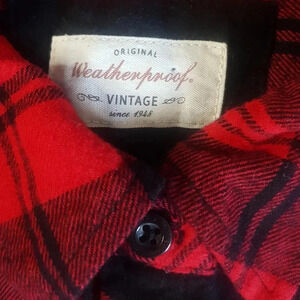 ORIGINAL
Weatherproof.
VINTAGE
since 1948